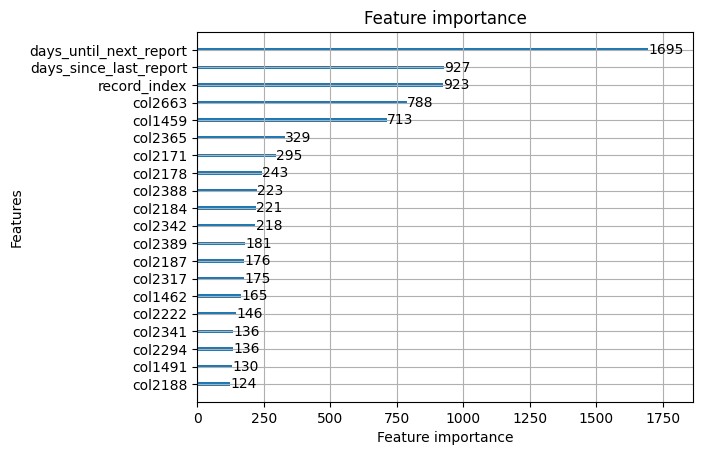 Feature importance
days_until_next_report 1695
days_since_last_report 927
record_index 923
col2663 788
col1459 713
col2365 329
col2171 295
col2178 243
col2388 223
col2184 221
col2342 218
col2389 181
col2187 176
col2317 175
col1462 165
col2222 146
col2341 136
col2294 136
col1491 130
col2188 124
Features
0 250 500 750 1000 1250 1500 1750
Feature importance